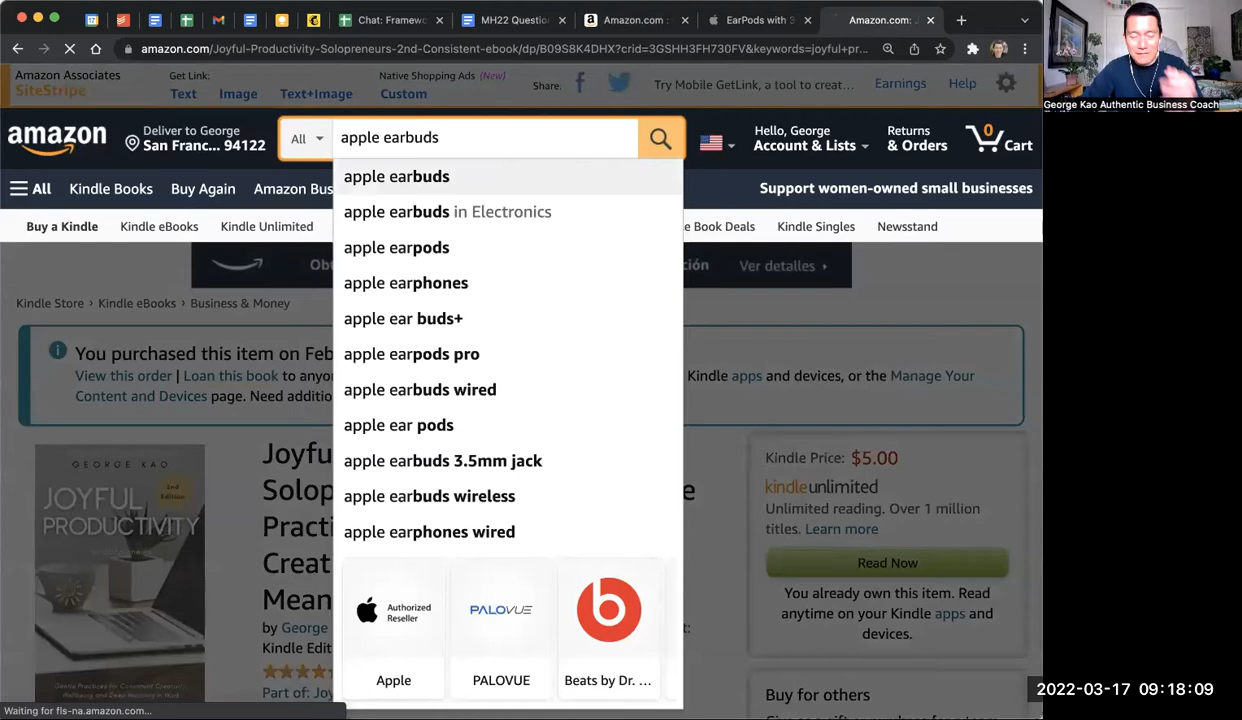 Chat: Framew
MH22 Questio
Amazon.com :
EarPods with 3
Amazon.com: J
amazon.com/Joyful-Productivity-Solopreneurs-2nd-Consistent-ebook/dp/B09S8K4DHX?crid=3GSHH3FH730FV&keywords=joyful+pr...
George Kao Authentic Business Coach
Amazon Associates
SiteStripe
Get Link:
Text Image Text+Image
Native Shopping Ads (New)
Custom
Share:
Try Mobile GetLink, a tool to creat...
Earnings Help
amazon
Deliver to George
San Franc... 94122
All
apple earbuds
Hello, George
Account & Lists
Returns
& Orders
0
Cart
All Kindle Books Buy Again Amazon Bus
Support women-owned small businesses
Buy a Kindle Kindle eBooks Kindle Unlimited
e Book Deals Kindle Singles Newsstand
apple earbuds
apple earbuds in Electronics
apple earpods
apple earphones
apple ear buds+
apple earpods pro
apple earbuds wired
apple ear pods
apple earbuds 3.5mm jack
apple earbuds wireless
apple earphones wired
Authorized
Reseller
Apple
PALOVUE
PALOVUE
Beats by Dr. ...
Obt
ción
Ver detalles
Kindle Store › Kindle eBooks › Business & Money
You purchased this item on Feb
View this order | Loan this book to anyo
Kindle apps and devices, or the Manage Your
Content and Devices page. Need additio
GEORGE KAO
2nd
Edition
JOYFUL
PRODUCTIVITY
Joyfu
Solop
e
Practi
Creat
Mean
by George
t:
Kindle Edit
Part of: Joy
Kindle Price: $5.00
kindleunlimited
Unlimited reading. Over 1 million
titles. Learn more
Read Now
You already own this item. Read
anytime on your Kindle apps and
devices.
Buy for others
2022-03-17 09:18:09
Waiting for fls-na.amazon.com...